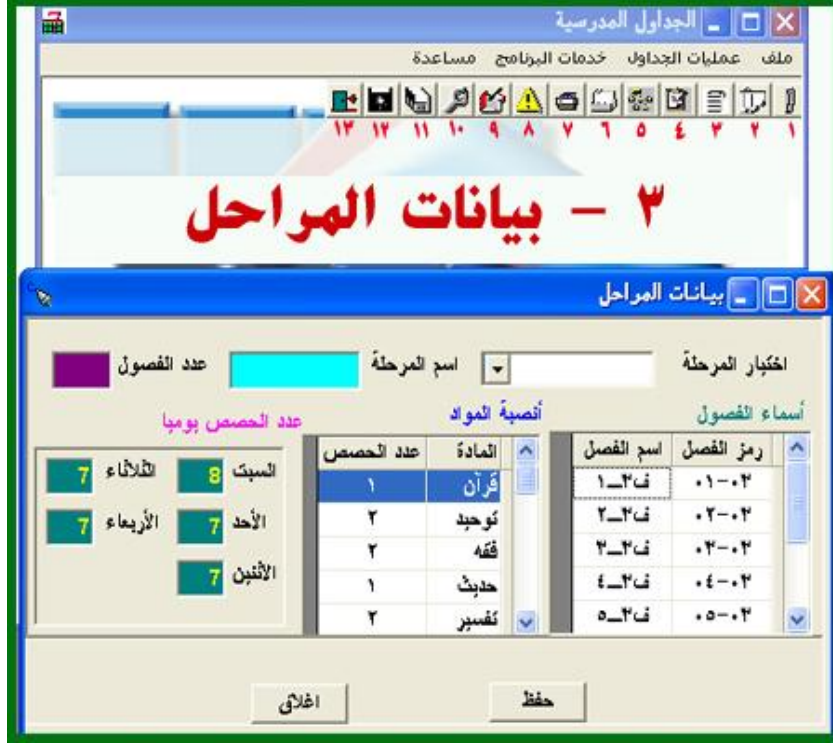 الجداول المدرسية
ملف عمليات الجداول خدمات البرنامج مساعدة
١ ٢ ٣ ٤ ٥ ٦ ٧ ٨ ٩ ١٠ ١١ ١٢ ١٣
٣ – بيانات المراحل
بيانات المراحل
اختيار المرحلة اسم المرحلة عدد الفصول
أسماء الفصول أنصبة المواد عدد الحصص يوميا
رمز الفصل اسم الفصل المادة عدد الحصص
٠١-٠٣ ف٣_١ قرآن ١ السبت 8 الثلاثاء 7
٠٢-٠٣ ف٣_٢ توحيد ٢ الأحد 7 الأربعاء 7
٠٣-٠٣ ف٣_٣ فقه ٢ الأثنين 7
٠٤-٠٣ ف٣_٤ حديث ١
٠٥-٠٣ ف٣_٥ تفسير ٢
حفظ اغلاق